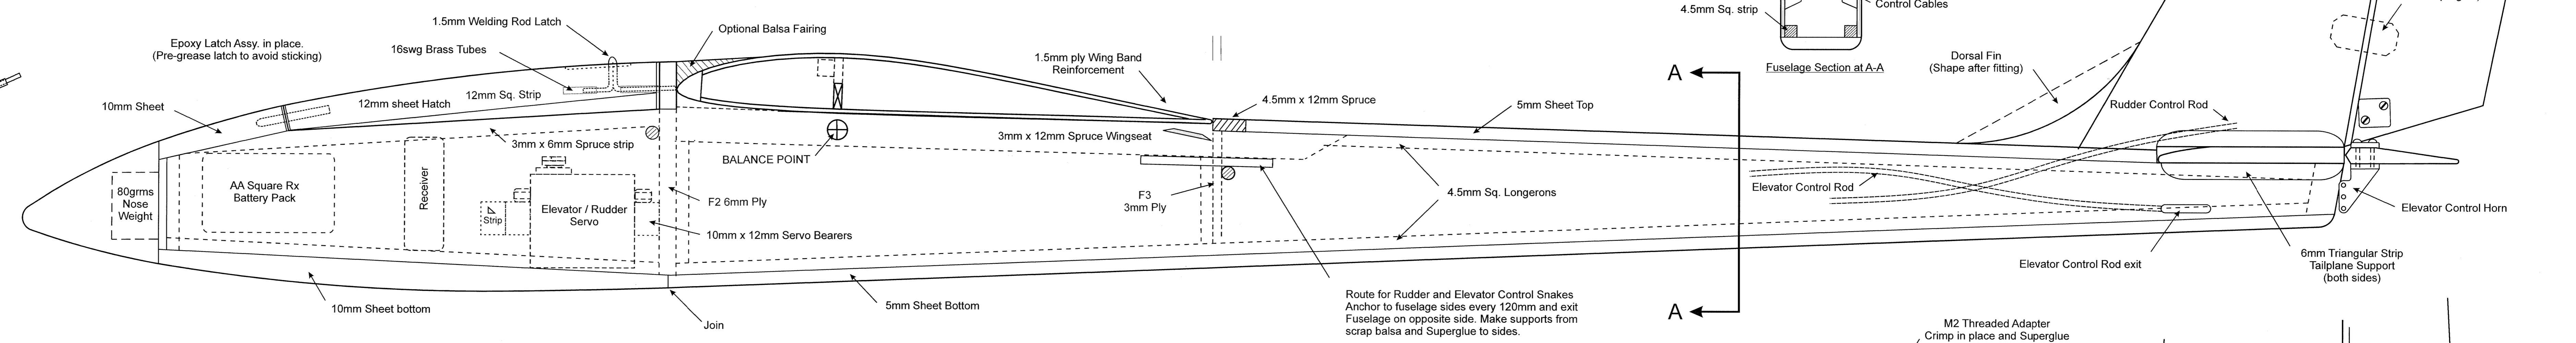 1.5mm Welding Rod Latch
Epoxy Latch Assy. in place.
(Pre-grease latch to avoid sticking)
16swg Brass Tubes
Optional Balsa Fairing
10mm Sheet
12mm sheet Hatch
12mm Sq. Strip
1.5mm ply Wing Band
Reinforcement
4.5mm x 12mm Spruce
5mm Sheet Top
3mm x 12mm Spruce Wingseat
3mm x 6mm Spruce strip
BALANCE POINT
80grms
Nose
Weight
AA Square Rx
Battery Pack
Receiver
Strip
Elevator / Rudder
Servo
F2 6mm Ply
10mm x 12mm Servo Bearers
F3
3mm Ply
4.5mm Sq. Longerons
10mm Sheet bottom
Join
5mm Sheet Bottom
Route for Rudder and Elevator Control Snakes
Anchor to fuselage sides every 120mm and exit
Fuselage on opposite side. Make supports from
scrap balsa and Superglue to sides.
4.5mm Sq. strip
Control Cables
Fuselage Section at A-A
A
A
Dorsal Fin
(Shape after fitting)
Rudder Control Rod
Elevator Control Rod
Elevator Control Horn
Elevator Control Rod exit
6mm Triangular Strip
Tailplane Support
(both sides)
M2 Threaded Adapter
Crimp in place and Superglue